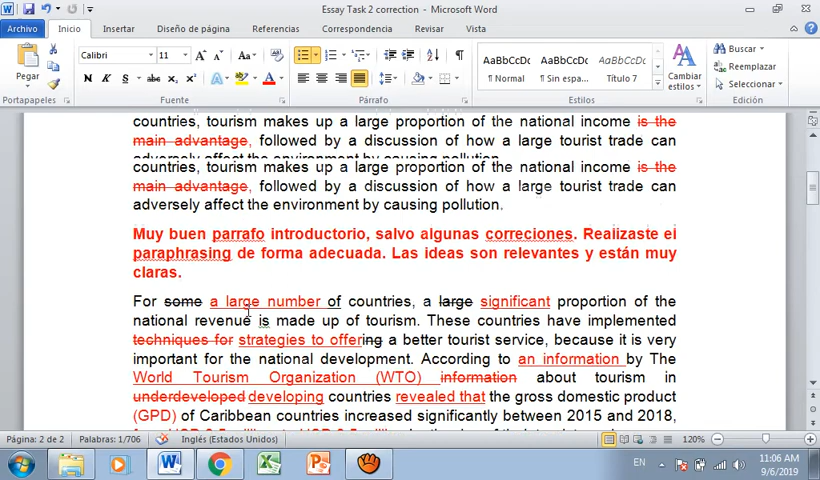 Essay Task 2 correction - Microsoft Word
Archivo Inicio Insertar Diseño de página Referencias Correspondencia Revisar Vista
Calibri 11 Buscar
Pegar AaBbCcDc AaBbCcDc AaBbCcDc Reemplazar
¶ Normal ¶ Sin espa... Título 7 Cambiar estilos Seleccionar
Portapapeles Fuente Párrafo Estilos Edición
countries, tourism makes up a large proportion of the national income is the
main advantage, followed by a discussion of how a large tourist trade can
adversely affect the environment by causing pollution.
countries, tourism makes up a large proportion of the national income is the
main advantage, followed by a discussion of how a large tourist trade can
adversely affect the environment by causing pollution.
Muy buen parrafo introductorio, salvo algunas correciones. Realizaste el
paraphrasing de forma adecuada. Las ideas son relevantes y están muy
claras.
For some a large number of countries, a large significant proportion of the
national revenue is made up of tourism. These countries have implemented
techniques for strategies to offering a better tourist service, because it is very
important for the national development. According to an information by The
World Tourism Organization (WTO) information about tourism in
underdeveloped developing countries revealed that the gross domestic product
(GPD) of Caribbean countries increased significantly between 2015 and 2018,
Página: 2 de 2 Palabras: 1/706 Inglés (Estados Unidos) 120%
EN 11:06 AM
9/6/2019